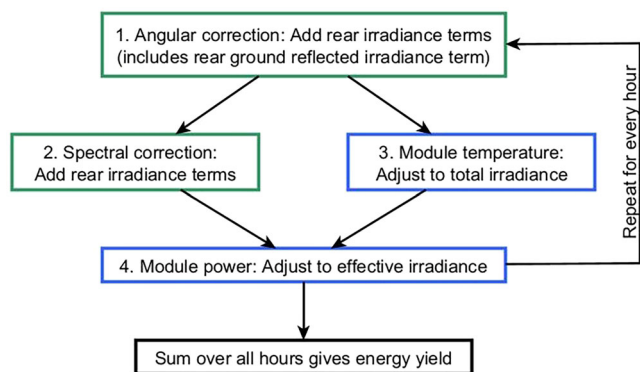 1. Angular correction: Add rear irradiance terms
(includes rear ground reflected irradiance term)
2. Spectral correction:
Add rear irradiance terms
3. Module temperature:
Adjust to total irradiance
Repeat for every hour
4. Module power: Adjust to effective irradiance
Sum over all hours gives energy yield